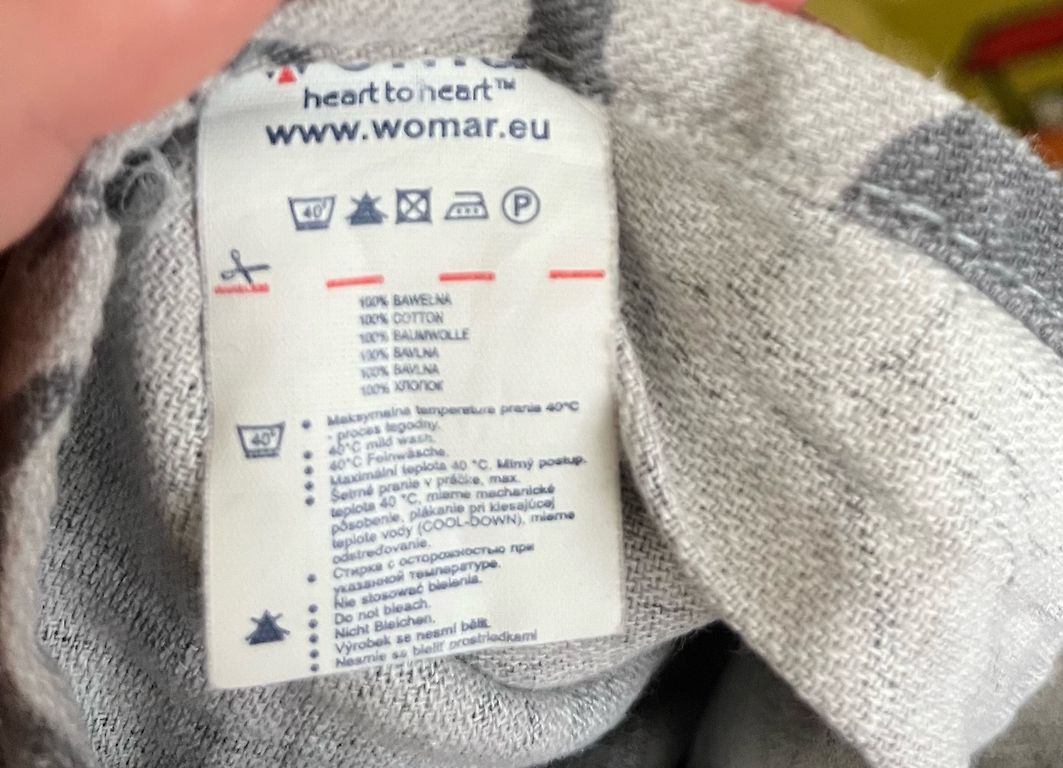 heart to heart™
www.womar.eu
40° P
100% BAWEŁNA
100% COTTON
100% BAUMWOLLE
100% BAVLNA
100% BAVLNA
100% ХЛОПОК
40°
• Maksymalna temperatura prania 40°C
- proces łagodny.
• 40°C mild wash.
• 40°C Feinwäsche.
• Maximální teplota 40 °C. Mírný postup.
• Šetrné pranie v práčke, max.
teplota 40 °C, mierne mechanické
pôsobenie, plákanie pri klesajúcej
teplote vody (COOL-DOWN), mierne
odstreďovanie.
• Стирка с осторожностью при
указанной температуре.
• Nie stosować bielenia.
• Do not bleach.
• Nicht Bleichen.
• Výrobek se nesmí bělit.
• Nesmie sa bieliť prostriedkami